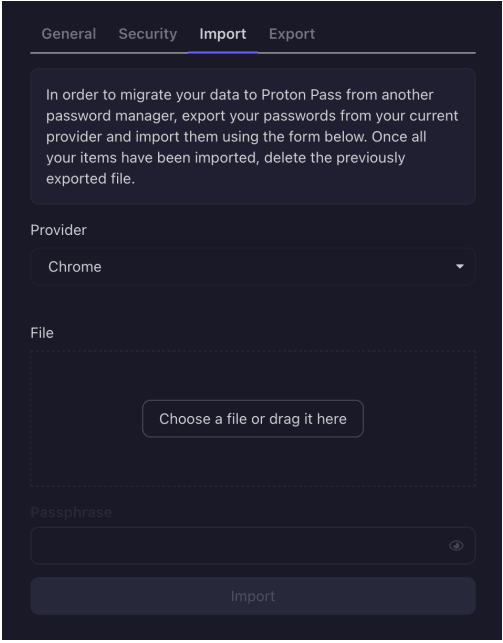 General Security Import Export
In order to migrate your data to Proton Pass from another
password manager, export your passwords from your current
provider and import them using the form below. Once all
your items have been imported, delete the previously
exported file.
Provider
Chrome
File
Choose a file or drag it here
Passphrase
Import